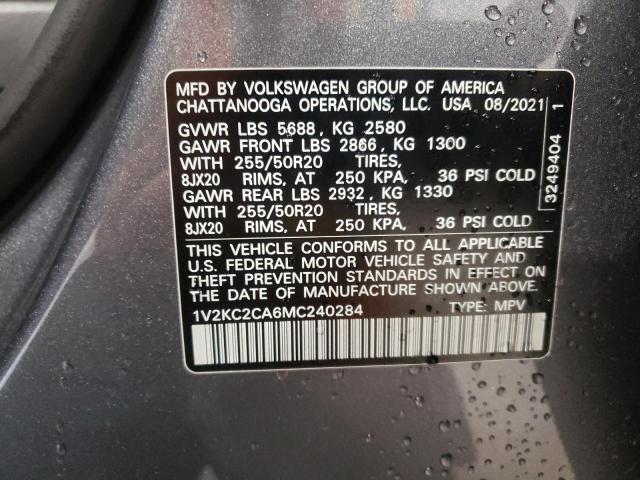 MFD BY VOLKSWAGEN GROUP OF AMERICA
CHATTANOOGA OPERATIONS, LLC. USA 08/2021
GVWR LBS 5688, KG 2580
GAWR FRONT LBS 2866, KG 1300
WITH 255/50R20 TIRES,
8JX20 RIMS, AT 250 KPA, 36 PSI COLD
GAWR REAR LBS 2932, KG 1330
WITH 255/50R20 TIRES,
8JX20 RIMS, AT 250 KPA, 36 PSI COLD
THIS VEHICLE CONFORMS TO ALL APPLICABLE
U.S. FEDERAL MOTOR VEHICLE SAFETY AND
THEFT PREVENTION STANDARDS IN EFFECT ON
THE DATE OF MANUFACTURE SHOWN ABOVE.
1V2KC2CA6MC240284 TYPE: MPV
3249404 1